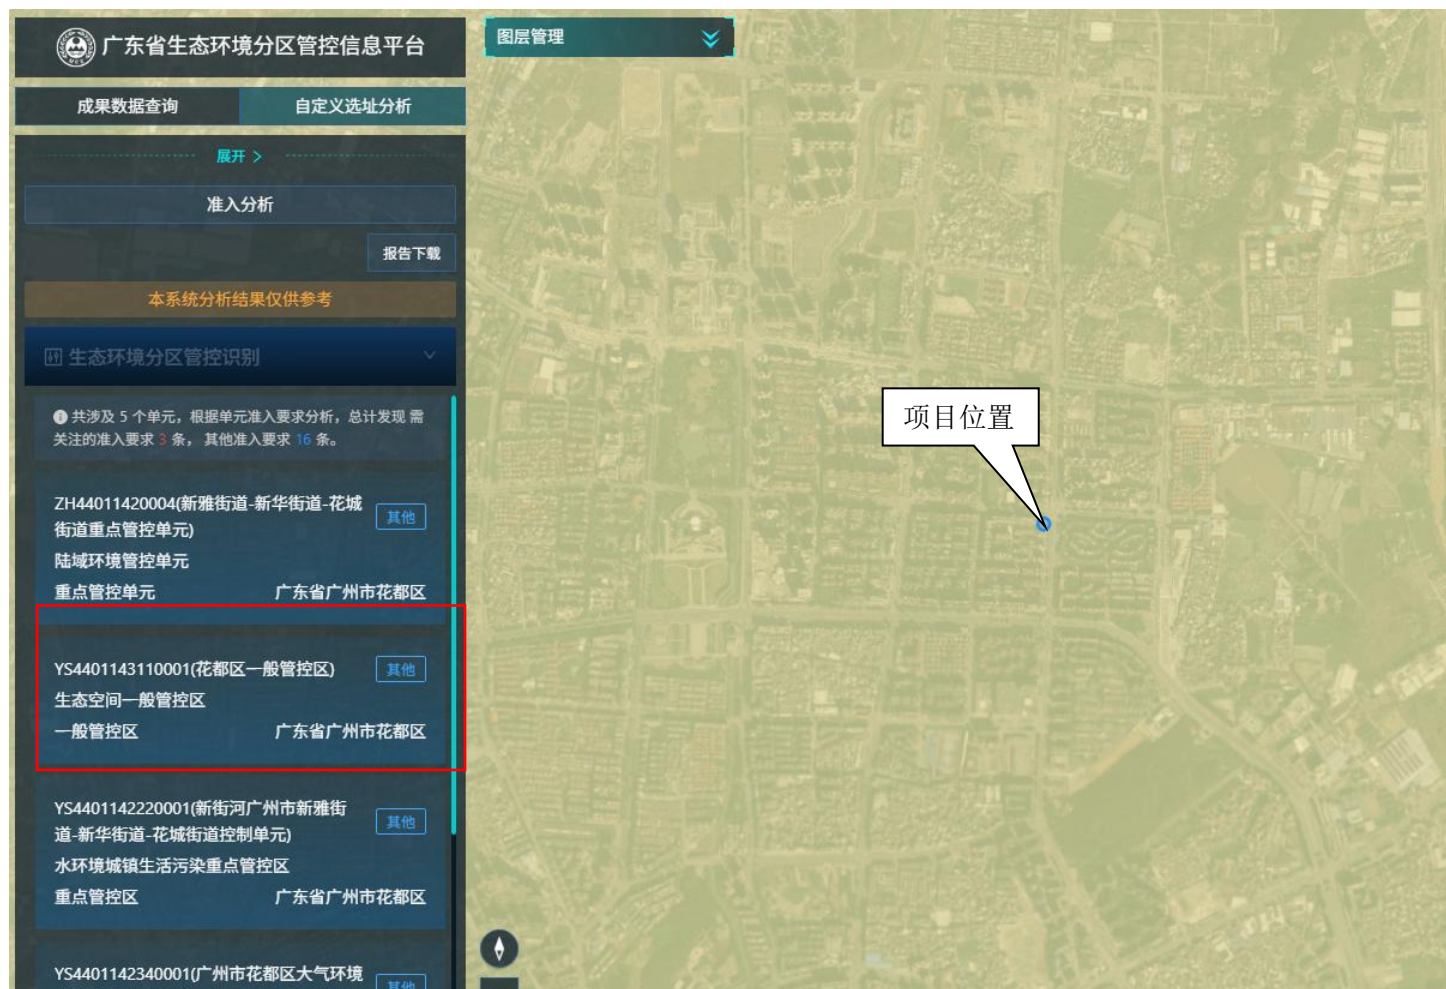 广东省生态环境分区管控信息平台
图层管理
成果数据查询
自定义选址分析
展开 >
准入分析
报告下载
本系统分析结果仅供参考
生态环境分区管控识别
共涉及 5 个单元，根据单元准入要求分析，总计发现 需
关注的准入要求 3 条， 其他准入要求 16 条。
ZH44011420004(新雅街道-新华街道-花城
街道重点管控单元)
其他
陆域环境管控单元
重点管控单元
广东省广州市花都区
YS4401143110001(花都区一般管控区)
其他
生态空间一般管控区
一般管控区
广东省广州市花都区
YS4401142220001(新街河广州市新雅街
道-新华街道-花城街道控制单元)
其他
水环境城镇生活污染重点管控区
重点管控区
广东省广州市花都区
YS4401142340001(广州市花都区大气环境
其他
项目位置